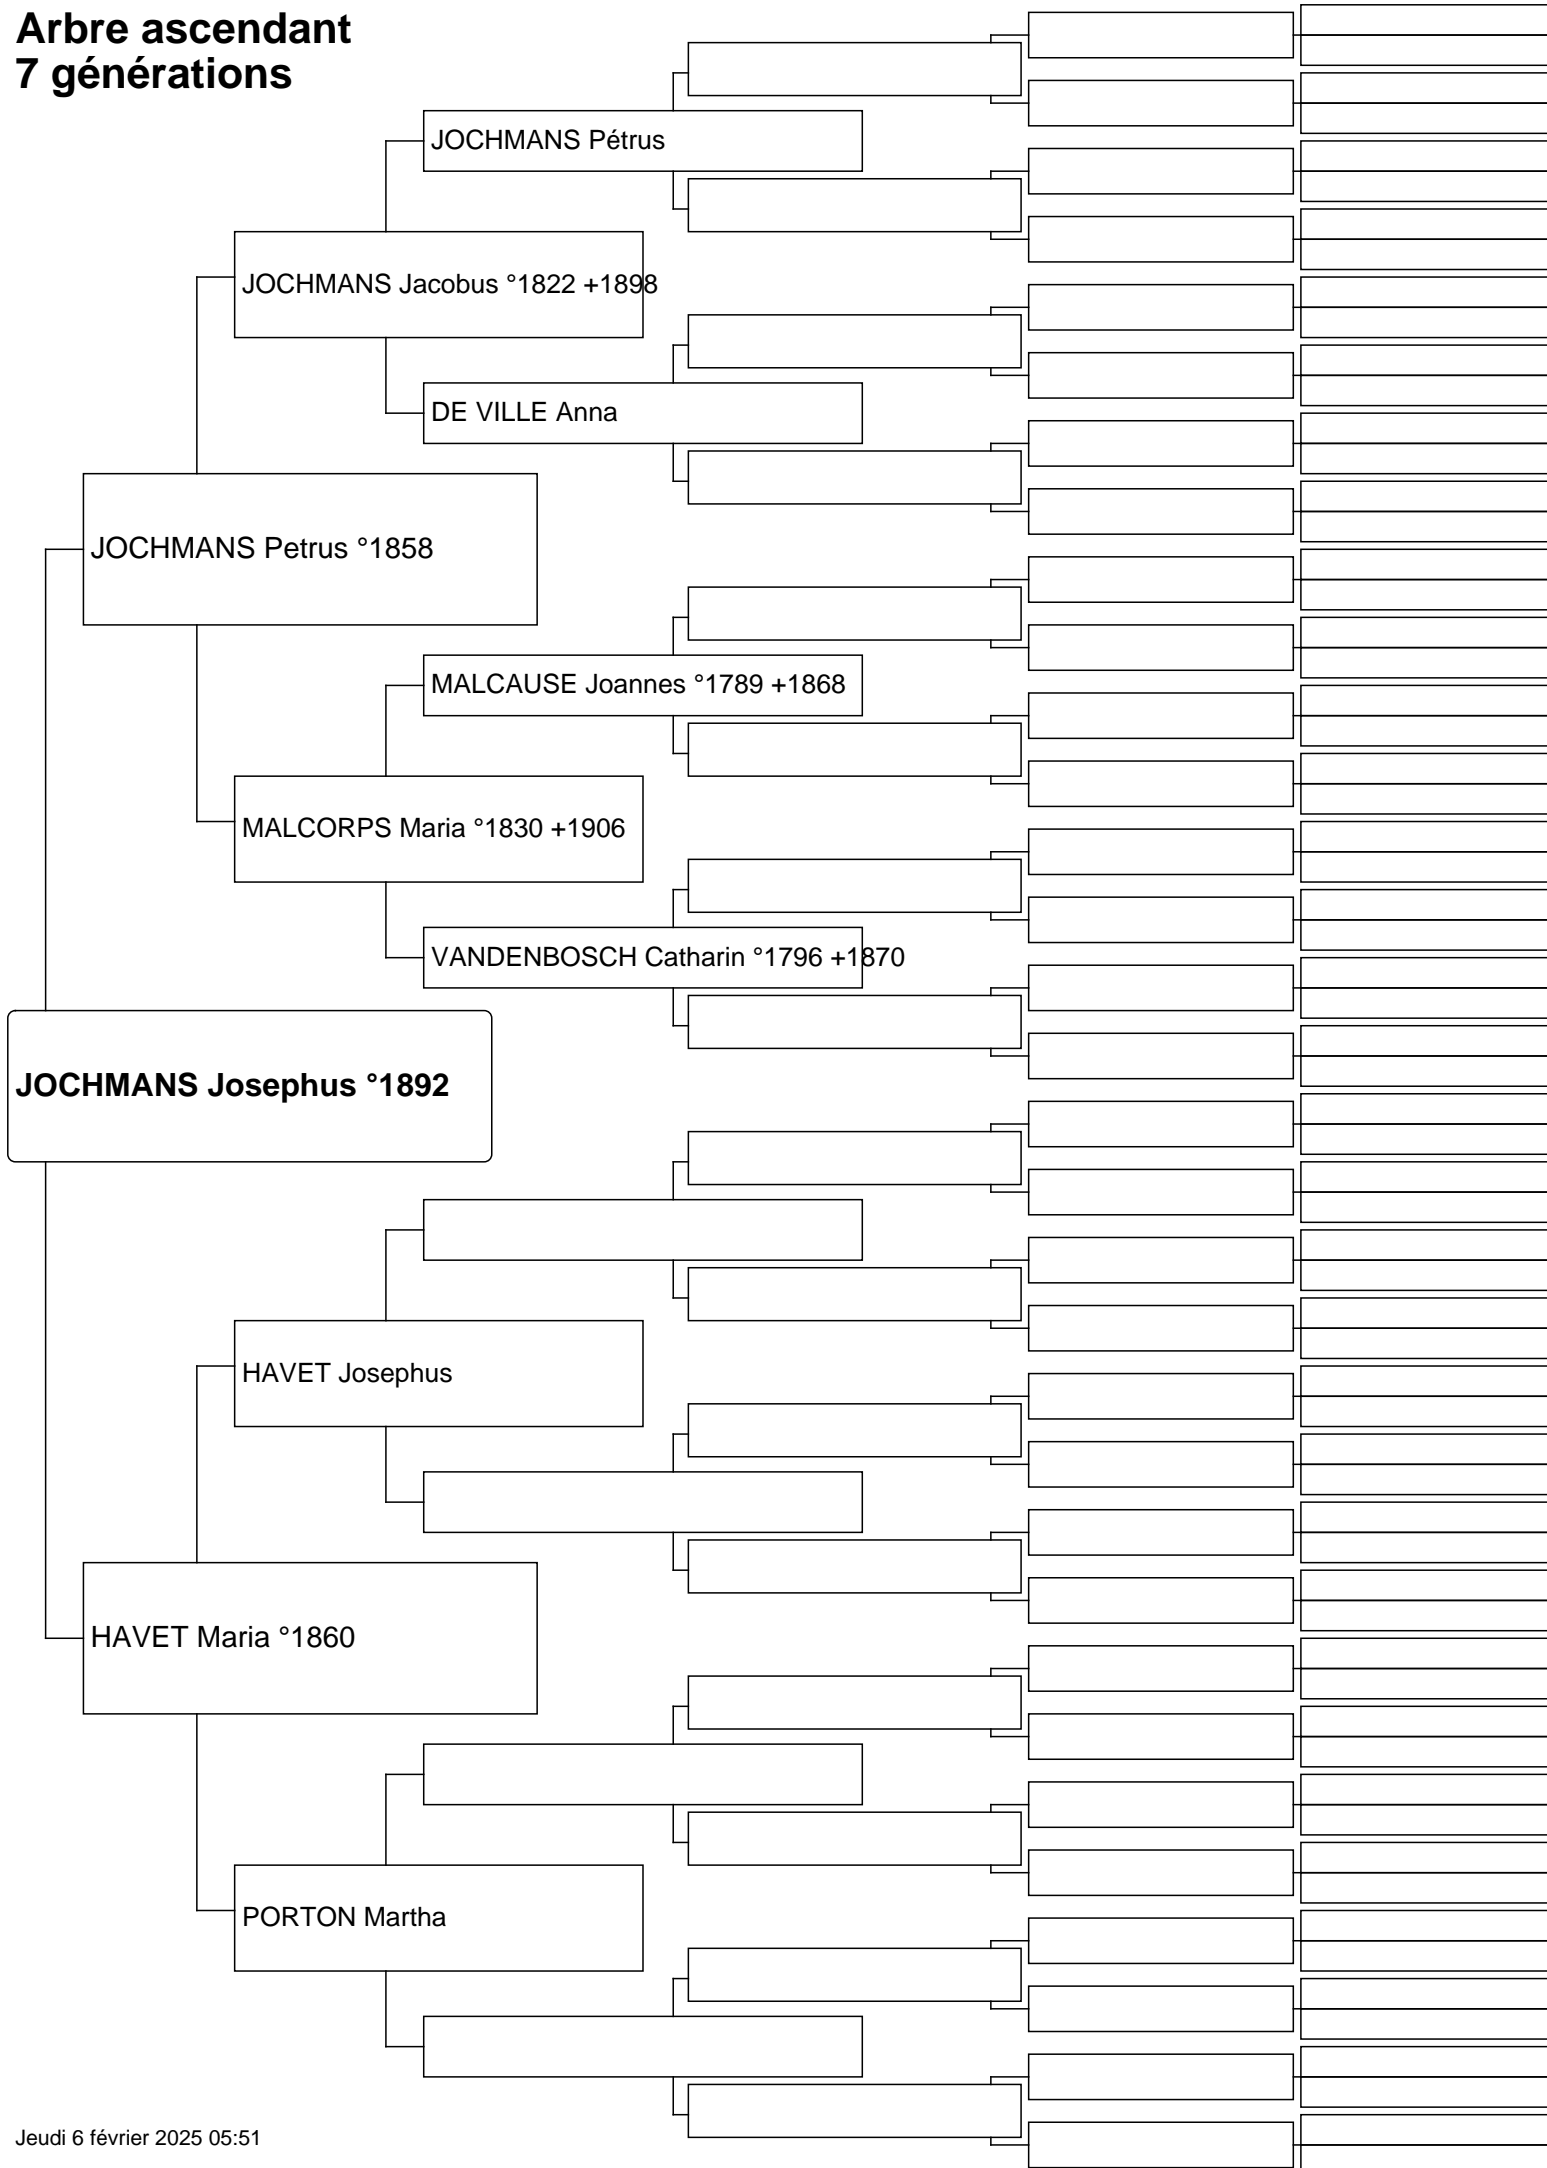 Arbre ascendant
7 générations
JOCHMANS Pétrus
JOCHMANS Jacobus °1822 +1898
DE VILLE Anna
JOCHMANS Petrus °1858
MALCAUSE Joannes °1789 +1868
MALCORPS Maria °1830 +1906
VANDENBOSCH Catharin °1796 +1870
JOCHMANS Josephus °1892
HAVET Josephus
HAVET Maria °1860
PORTON Martha
Jeudi 6 février 2025 05:51